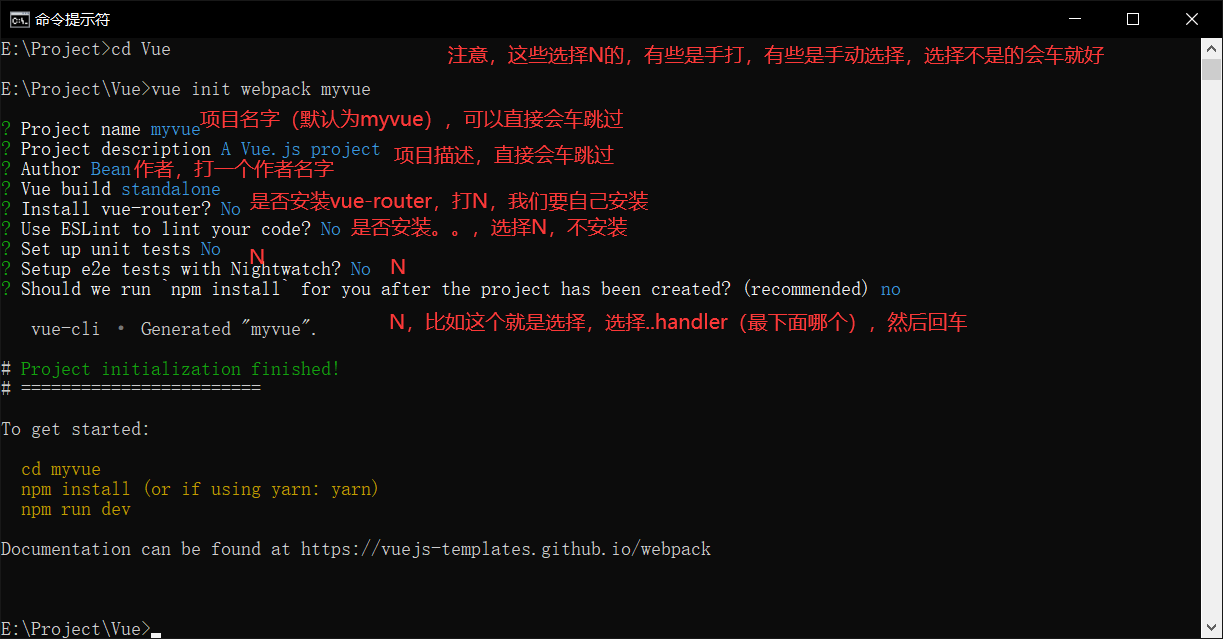 命令提示符
E:\Project>cd Vue
注意，这些选择N的，有些是手打，有些是手动选择，选择不是的会车就好
E:\Project\Vue>vue init webpack myvue
? Project name myvue
项目名字（默认为myvue），可以直接会车跳过
? Project description A Vue.js project
项目描述，直接会车跳过
? Author Bean
作者，打一个作者名字
? Vue build standalone
? Install vue-router? No
是否安装vue-router，打N，我们要自己安装
? Use ESLint to lint your code? No
是否安装。。，选择N，不安装
? Set up unit tests No
N
? Setup e2e tests with Nightwatch? No
N
? Should we run `npm install` for you after the project has been created? (recommended) no
vue-cli · Generated "myvue".
N，比如这个就是选择，选择..handler（最下面哪个），然后回车
# Project initialization finished!
# ========================
To get started:
cd myvue
npm install (or if using yarn: yarn)
npm run dev
Documentation can be found at https://vuejs-templates.github.io/webpack
E:\Project\Vue>